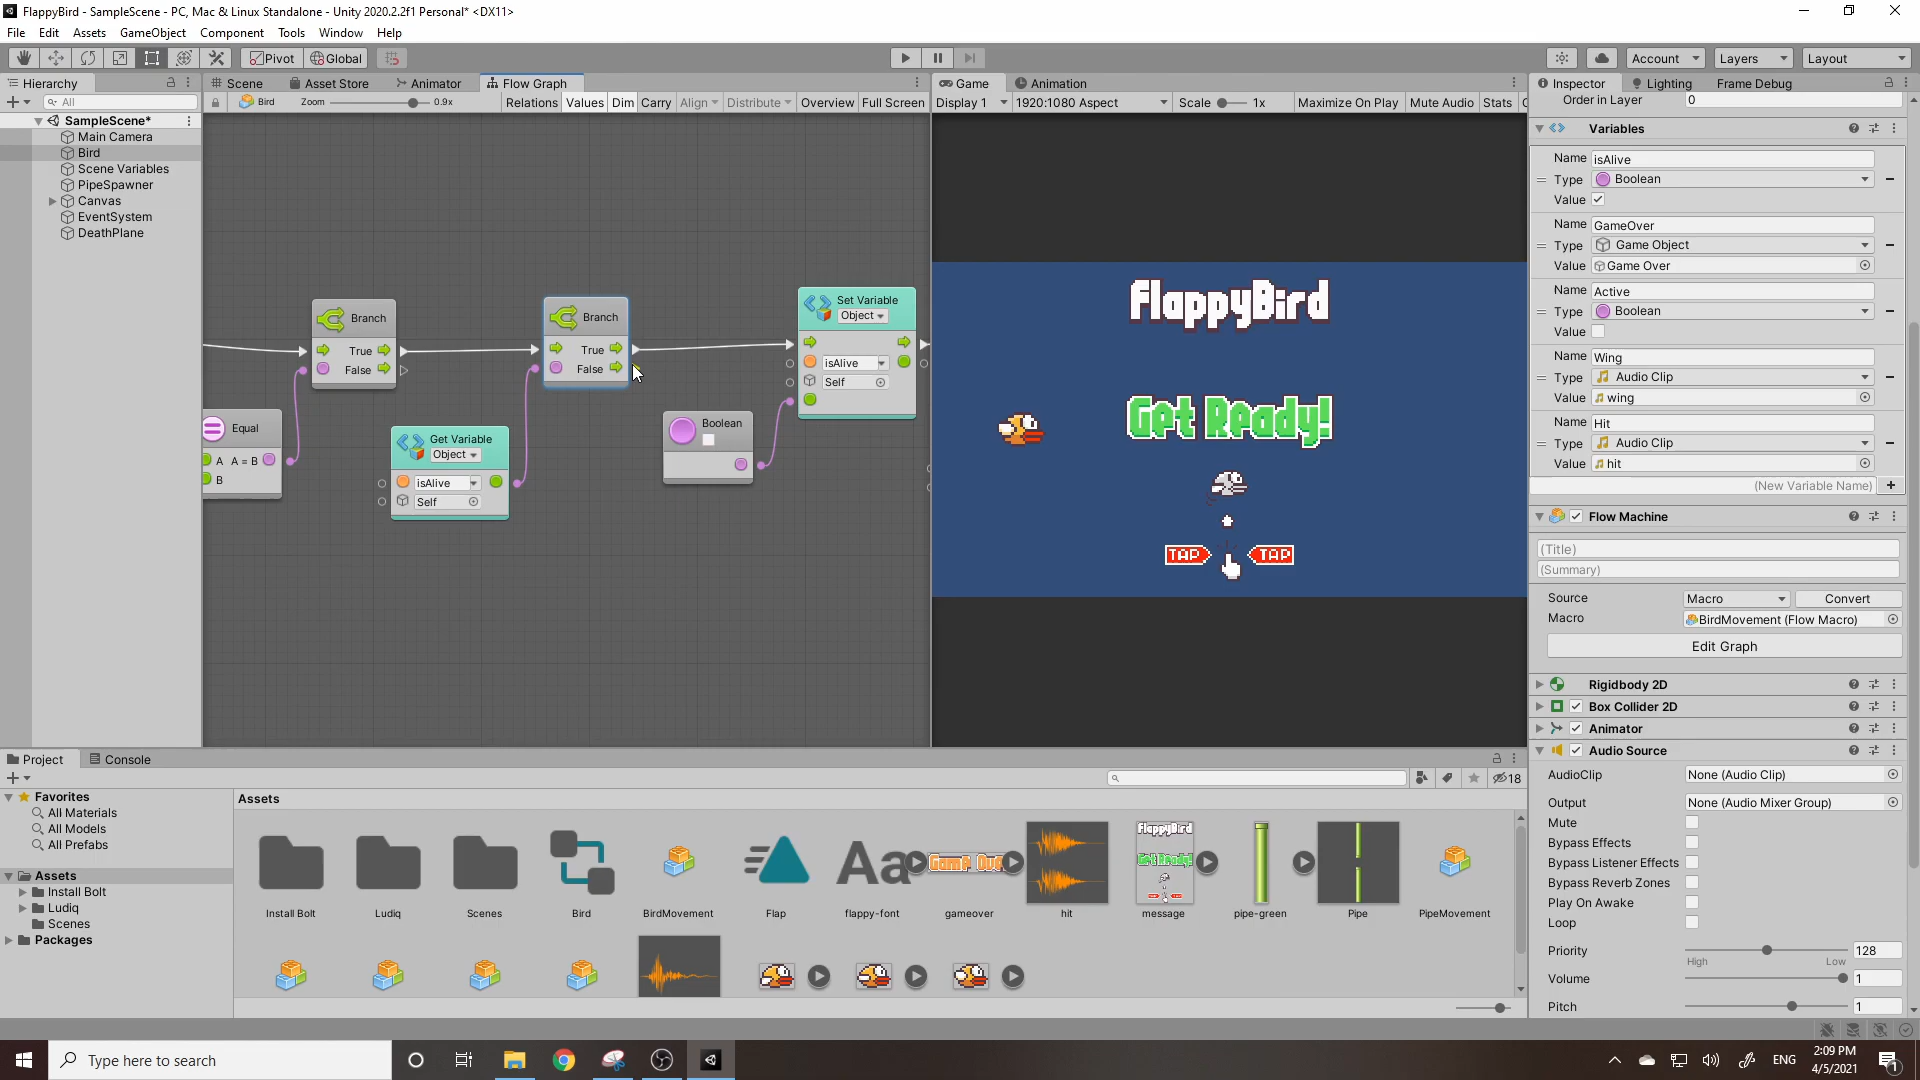 FlappyBird - SampleScene - PC, Mac & Linux Standalone - Unity 2020.2.2f1 Personal* <DX11>
File Edit Assets GameObject Component Tools Window Help
Pivot Global Account Layers Layout
Hierarchy
All
SampleScene*
Main Camera
Bird
Scene Variables
PipeSpawner
Canvas
EventSystem
DeathPlane
Scene Asset Store Animator Flow Graph
Bird Zoom 0.9x Relations Values Dim Carry Align Distribute Overview Full Screen
Branch
True
False
Equal
A A = B
B
Get Variable
Object
isAlive
Self
Branch
True
False
Boolean
Set Variable
Object
isAlive
Self
Game Animation
Display 1 1920:1080 Aspect Scale 1x Maximize On Play Mute Audio Stats
FlappyBird
Get Ready!
TAP TAP
Inspector Lighting Frame Debug
Order in Layer 0
Variables
Name isAlive
Type Boolean
Value
Name GameOver
Type Game Object
Value Game Over
Name Active
Type Boolean
Value
Name Wing
Type Audio Clip
Value wing
Name Hit
Type Audio Clip
Value hit
(New Variable Name)
Flow Machine
(Title)
(Summary)
Source Macro Convert
Macro BirdMovement (Flow Macro)
Edit Graph
Rigidbody 2D
Box Collider 2D
Animator
Audio Source
AudioClip None (Audio Clip)
Output None (Audio Mixer Group)
Mute
Bypass Effects
Bypass Listener Effects
Bypass Reverb Zones
Play On Awake
Loop
Priority 128
High Low
Volume 1
Pitch 1
Project Console
18
Favorites
All Materials
All Models
All Prefabs
Assets
Install Bolt
Ludiq
Scenes
Packages
Assets
Aa
Install Bolt Ludiq Scenes Bird BirdMovement Flap flappy-font gameover hit message pipe-green Pipe PipeMovement
Type here to search
ENG
2:09 PM
4/5/2021
1